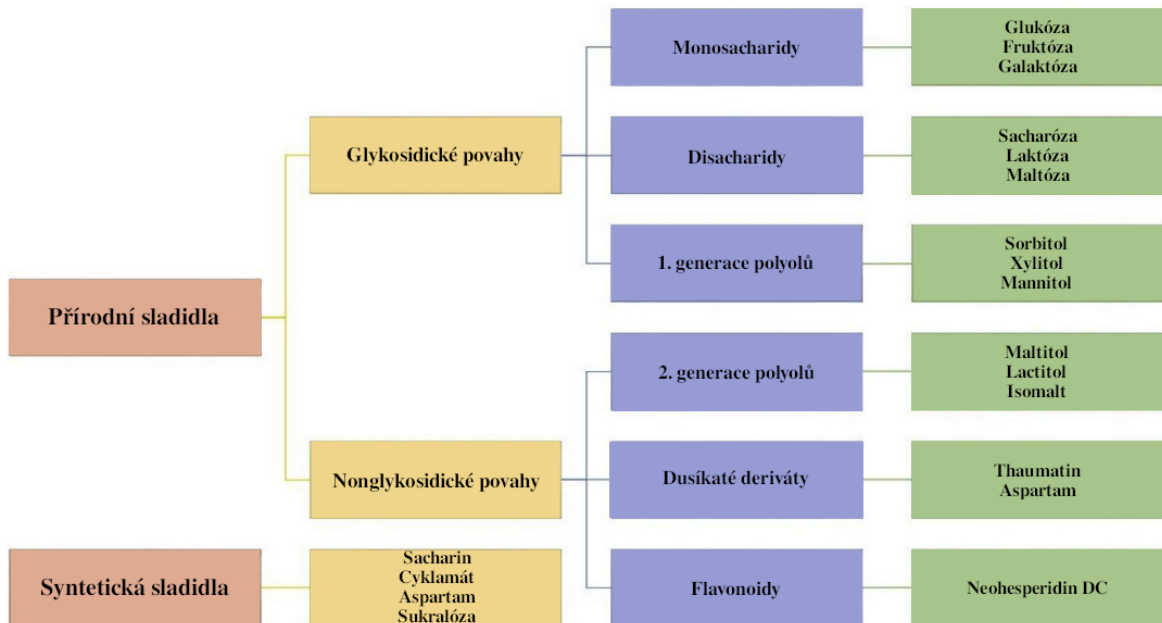 Přírodní sladidla
Glykosidické povahy
Monosacharidy
Glukóza
Fruktóza
Galaktóza
Disacharidy
Sacharóza
Laktóza
Maltóza
1. generace polyolů
Sorbitol
Xylitol
Mannitol
Nonglykosidické povahy
2. generace polyolů
Maltitol
Lactitol
Isomalt
Dusíkaté deriváty
Thaumatin
Aspartam
Flavonoidy
Neohesperidin DC
Syntetická sladidla
Sacharin
Cyklamát
Aspartam
Sukralóza